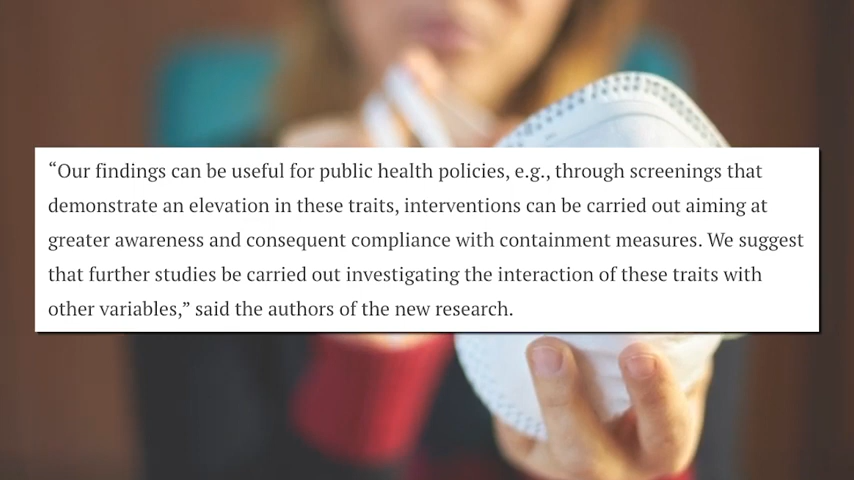 “Our findings can be useful for public health policies, e.g., through screenings that
demonstrate an elevation in these traits, interventions can be carried out aiming at
greater awareness and consequent compliance with containment measures. We suggest
that further studies be carried out investigating the interaction of these traits with
other variables,” said the authors of the new research.